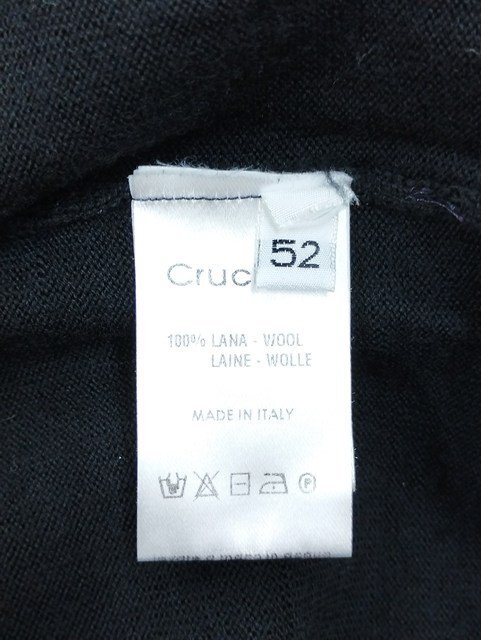 52
Cruc
100% LANA - WOOL
LAINE - WOLLE
MADE IN ITALY
P